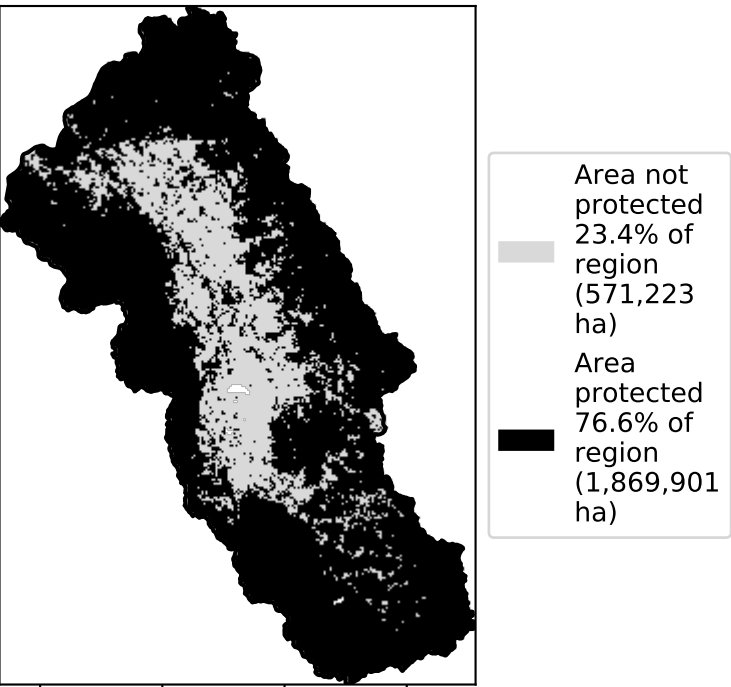 Area not
protected
23.4% of
region
(571,223
ha)
Area
protected
76.6% of
region
(1,869,901
ha)